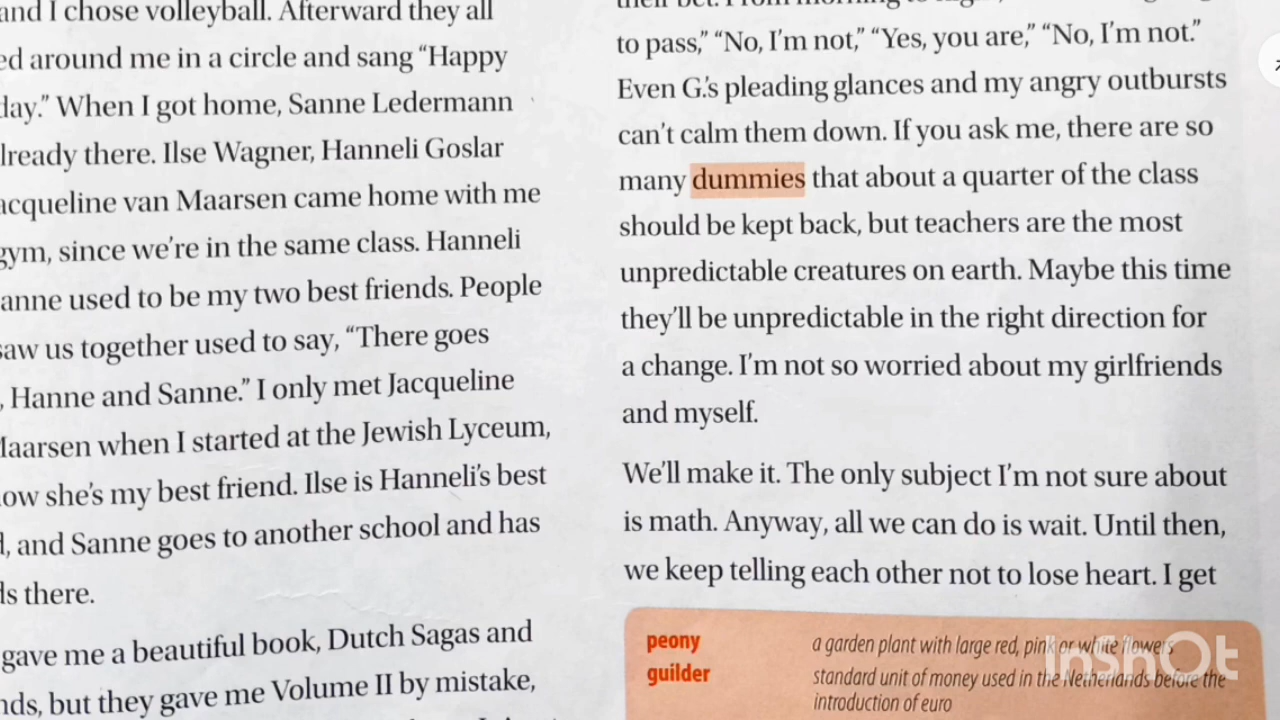 and I chose volleyball. Afterward they all
around me in a circle and sang “Happy
day.” When I got home, Sanne Ledermann
already there. Ilse Wagner, Hanneli Goslar
Jacqueline van Maarsen came home with me
gym, since we’re in the same class. Hanneli
used to be my two best friends. People
saw us together used to say, “There goes
, Hanne and Sanne.” I only met Jacqueline
Maarsen when I started at the Jewish Lyceum,
now she’s my best friend. Ilse is Hanneli’s best
, and Sanne goes to another school and has
there.
gave me a beautiful book, Dutch Sagas and
but they gave me Volume II by mistake,
to pass,” “No, I’m not,” “Yes, you are,” “No, I’m not.”
Even G.’s pleading glances and my angry outbursts
can’t calm them down. If you ask me, there are so
many dummies that about a quarter of the class
should be kept back, but teachers are the most
unpredictable creatures on earth. Maybe this time
they’ll be unpredictable in the right direction for
a change. I’m not so worried about my girlfriends
and myself.
We’ll make it. The only subject I’m not sure about
is math. Anyway, all we can do is wait. Until then,
we keep telling each other not to lose heart. I get
peony a garden plant with large red, pink or white flowers
guilder standard unit of money used in the Netherlands before the
introduction of euro
InShOt